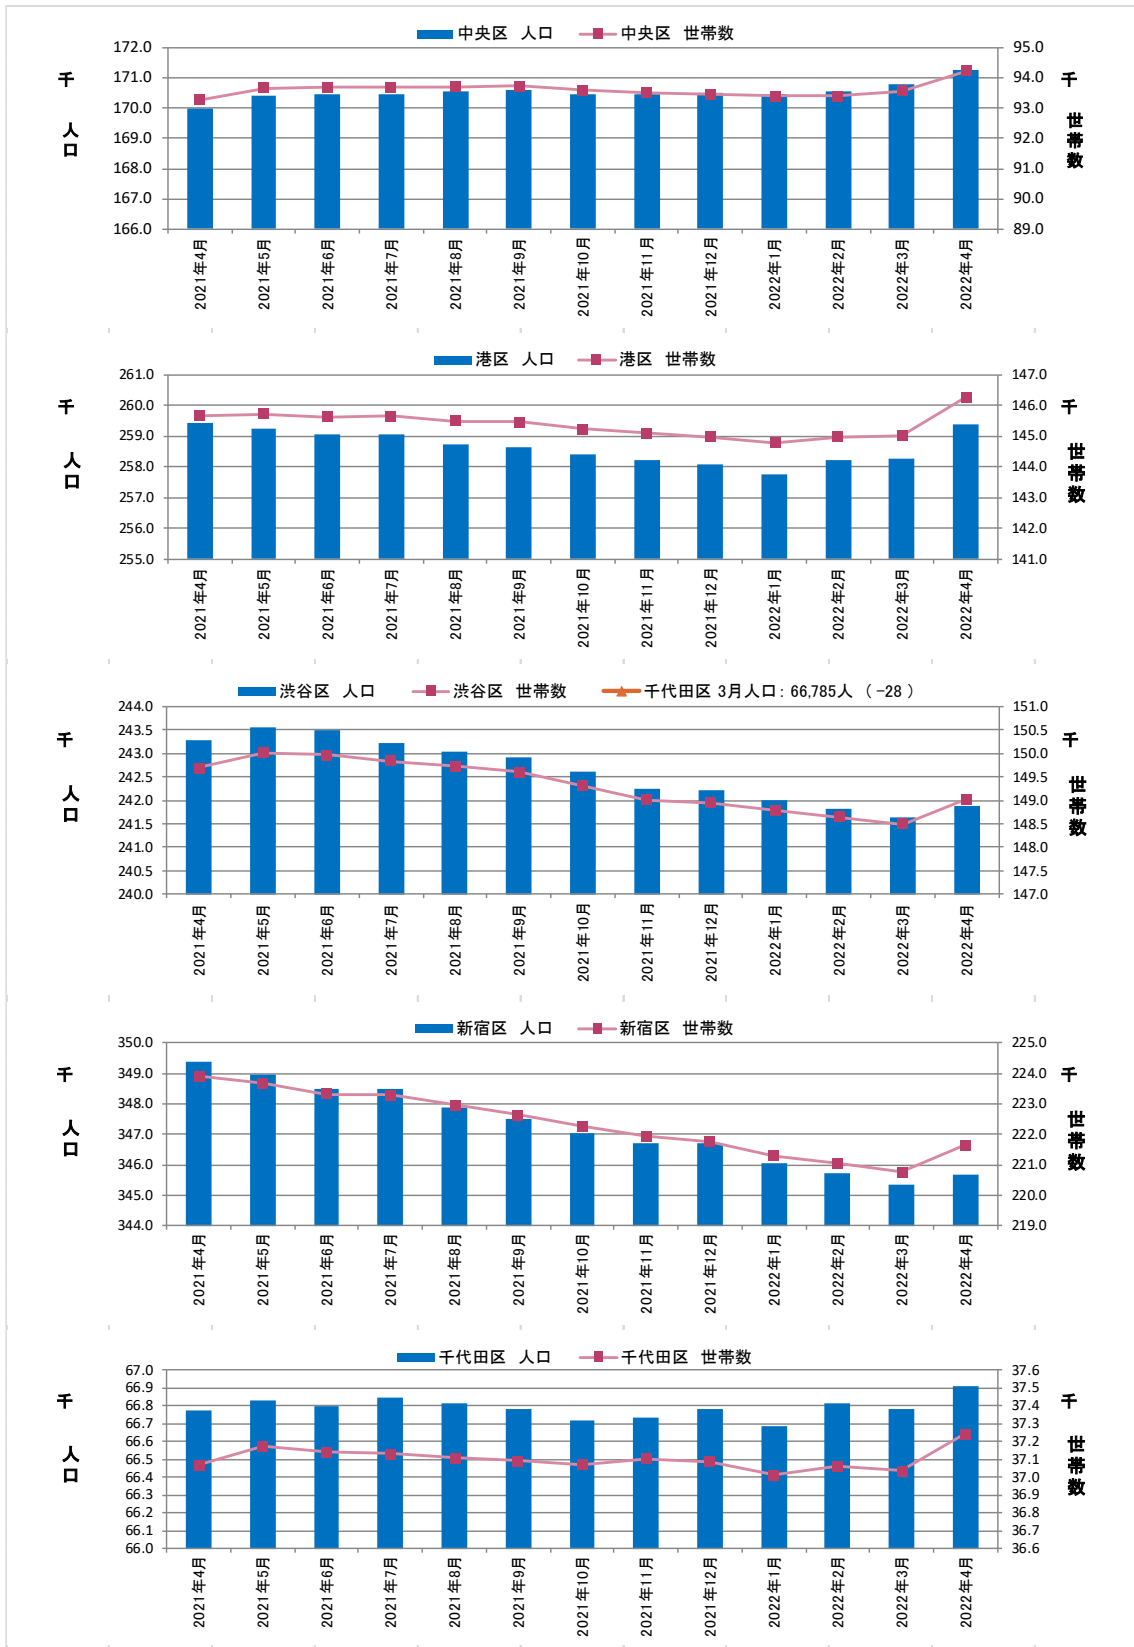 中央区　人口　中央区　世帯数
172.0 95.0
千 171.0 94.0 千
170.0 93.0
人口 169.0 92.0 世帯数
168.0 91.0
167.0 90.0
166.0 89.0
2021年4月 2021年5月 2021年6月 2021年7月 2021年8月 2021年9月 2021年10月 2021年11月 2021年12月 2022年1月 2022年2月 2022年3月 2022年4月
港区　人口　港区　世帯数
261.0 147.0
千 260.0 146.0 千
259.0 145.0
人口 258.0 144.0 世帯数
257.0 143.0
256.0 142.0
255.0 141.0
2021年4月 2021年5月 2021年6月 2021年7月 2021年8月 2021年9月 2021年10月 2021年11月 2021年12月 2022年1月 2022年2月 2022年3月 2022年4月
渋谷区　人口　渋谷区　世帯数　千代田区 3月人口: 66,785人 （ -28 ）
244.0 151.0
243.5 150.5
千 243.0 150.0 千
242.5 149.5
人口 242.0 149.0 世帯数
241.5 148.5
241.0 148.0
240.5 147.5
240.0 147.0
2021年4月 2021年5月 2021年6月 2021年7月 2021年8月 2021年9月 2021年10月 2021年11月 2021年12月 2022年1月 2022年2月 2022年3月 2022年4月
新宿区　人口　新宿区　世帯数
350.0 225.0
千 349.0 224.0 千
348.0 223.0
人口 347.0 222.0 世帯数
346.0 221.0
345.0 220.0
344.0 219.0
2021年4月 2021年5月 2021年6月 2021年7月 2021年8月 2021年9月 2021年10月 2021年11月 2021年12月 2022年1月 2022年2月 2022年3月 2022年4月
千代田区　人口　千代田区　世帯数
67.0 37.6
66.9 37.5
千 66.8 37.4 千
66.7 37.3
66.6 37.2
人口 66.5 37.1 世帯数
66.4 37.0
66.3 36.9
66.2 36.8
66.1 36.7
66.0 36.6
2021年4月 2021年5月 2021年6月 2021年7月 2021年8月 2021年9月 2021年10月 2021年11月 2021年12月 2022年1月 2022年2月 2022年3月 2022年4月